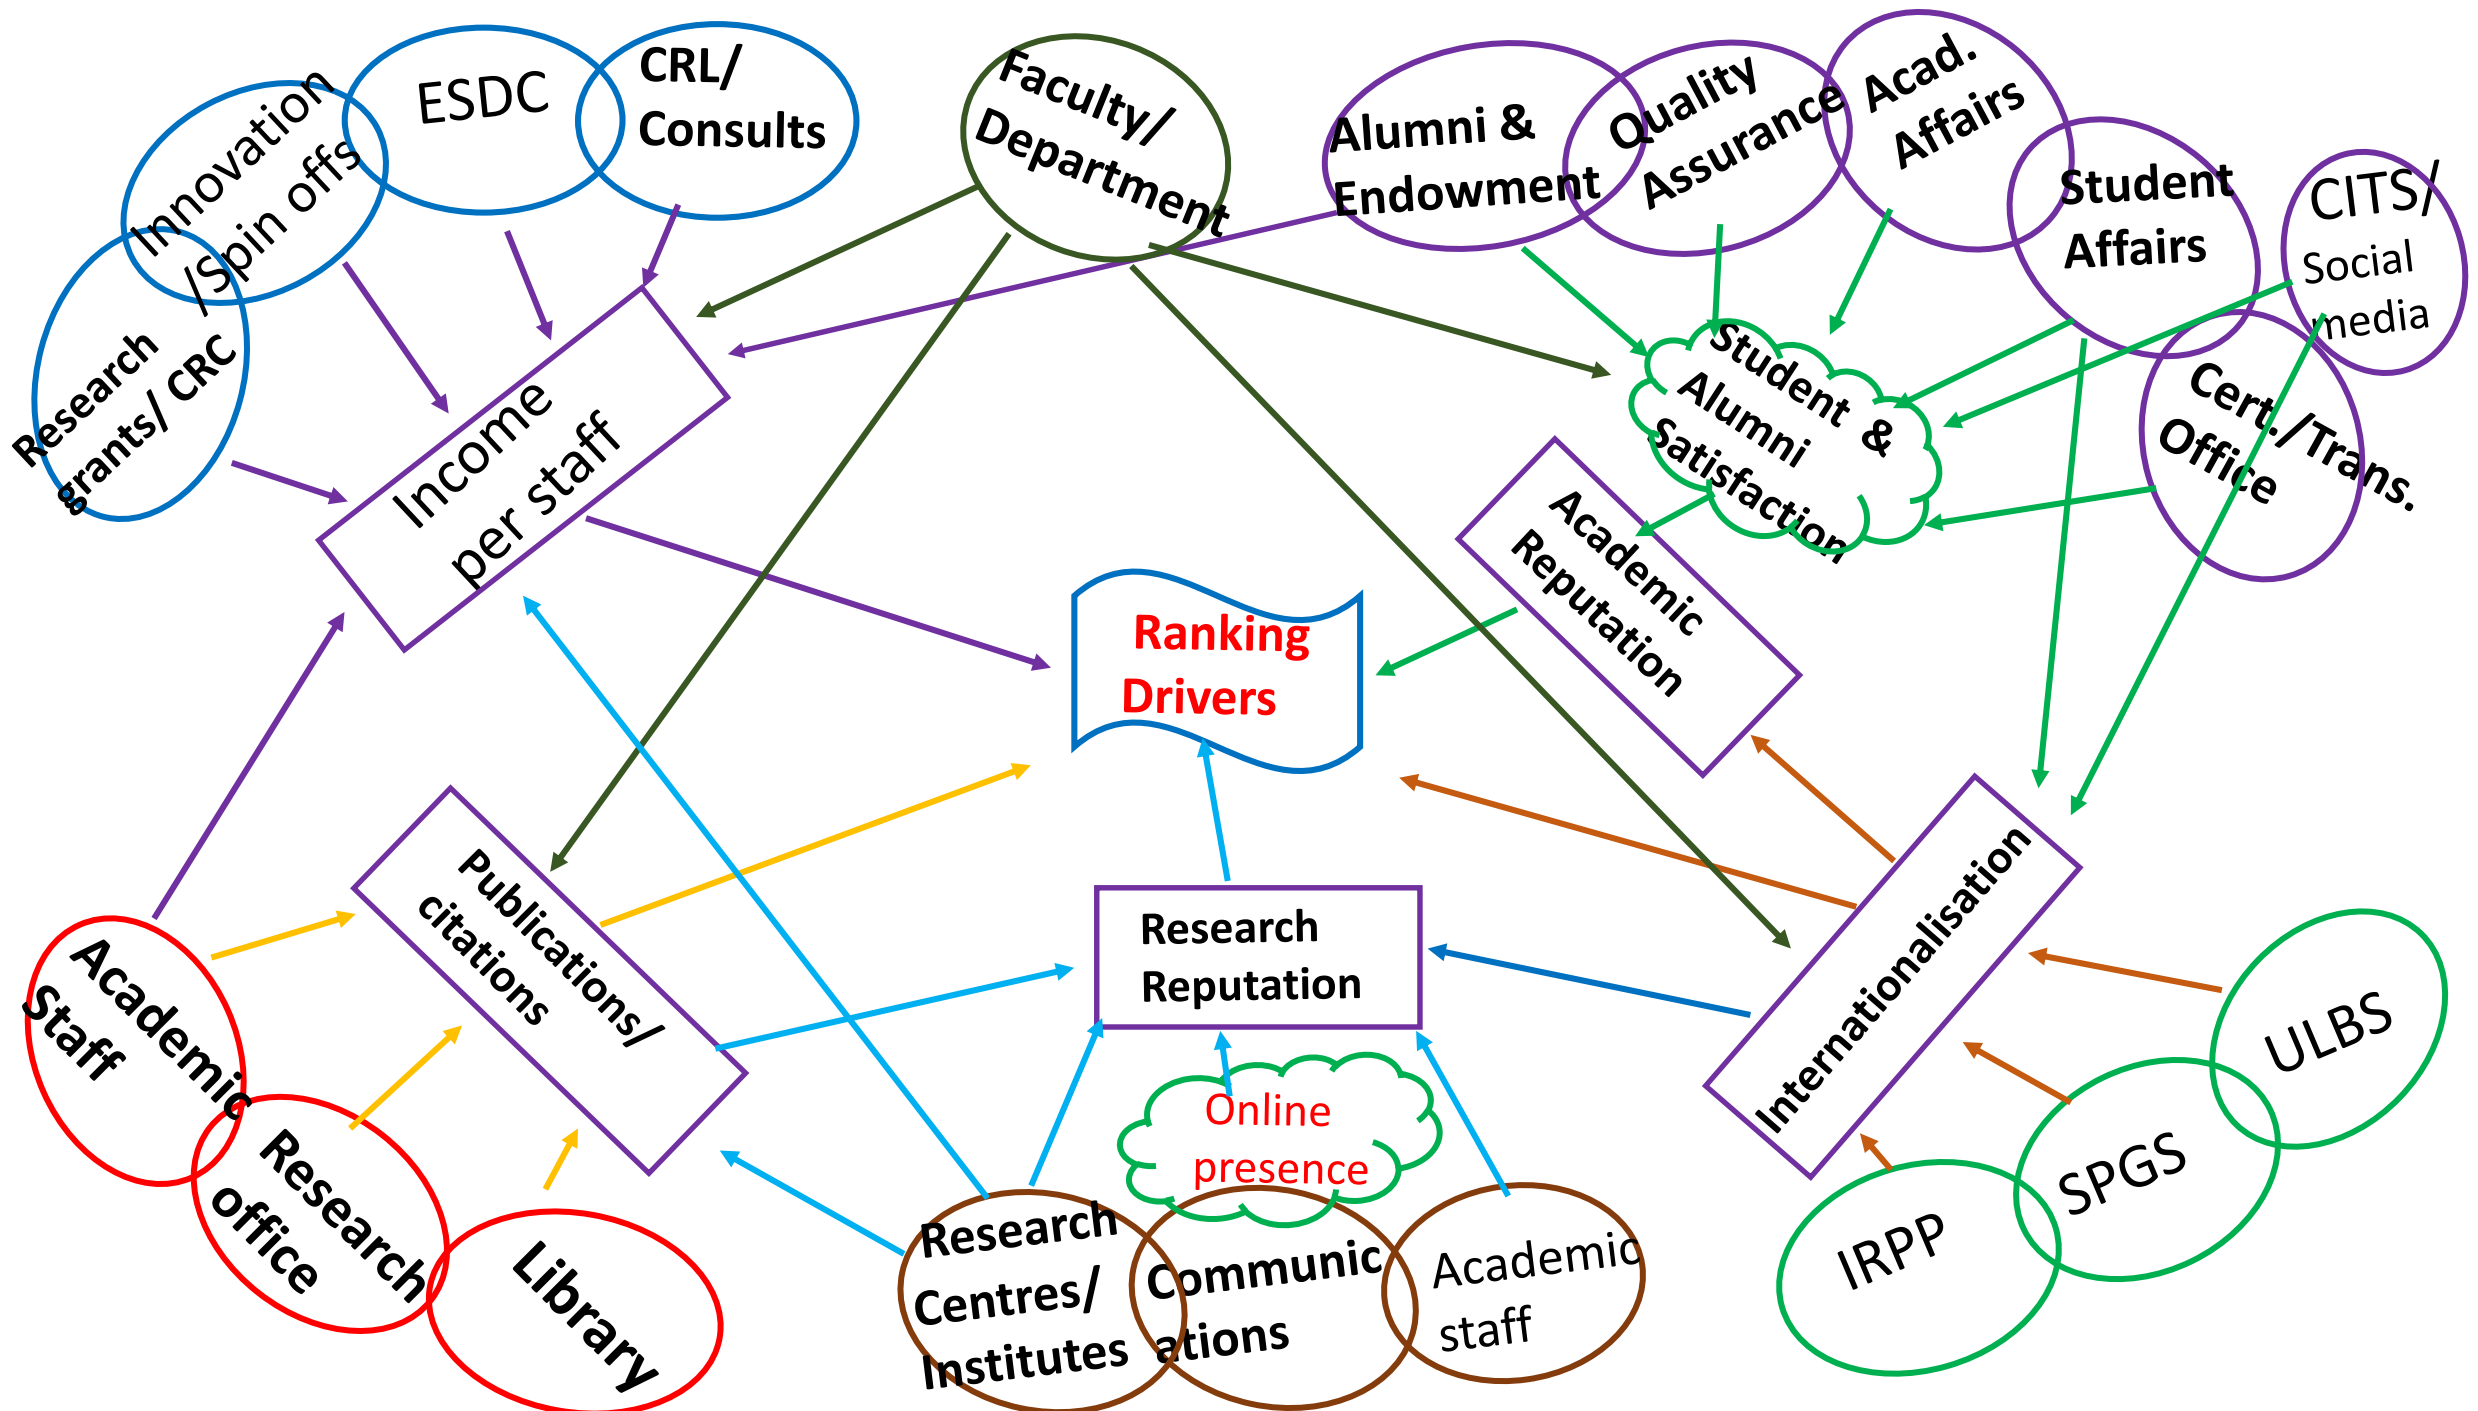 Innovation
/Spin offs
ESDC
CRL/
Consults
Faculty/
Department
Alumni &
Endowment
Quality
Assurance
Acad.
Affairs
Student
Affairs
CITS/
Social
media
Research
grants/ CRC
Income
per staff
Student &
Alumni
Satisfaction
Cert./Trans.
Office
Academic
Reputation
Ranking
Drivers
Publications/
citations
Research
Reputation
Internationalisation
Academic
Staff
Research
office
Library
Online
presence
Research
Centres/
Institutes
Communic
ations
Academic
staff
IRPP
SPGS
ULBS